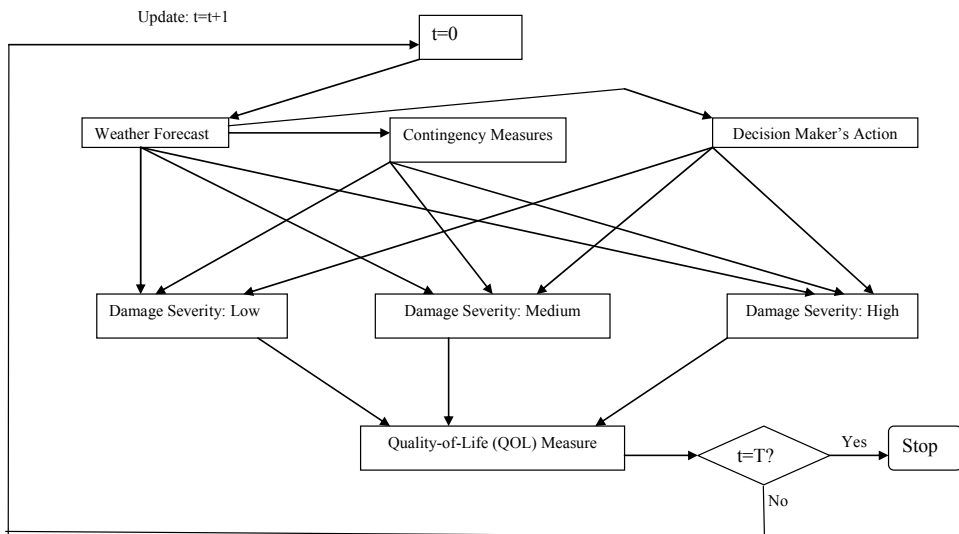 Update: t=t+1
t=0
Weather Forecast
Contingency Measures
Decision Maker’s Action
Damage Severity: Low
Damage Severity: Medium
Damage Severity: High
Quality-of-Life (QOL) Measure
t=T?
Yes
Stop
No